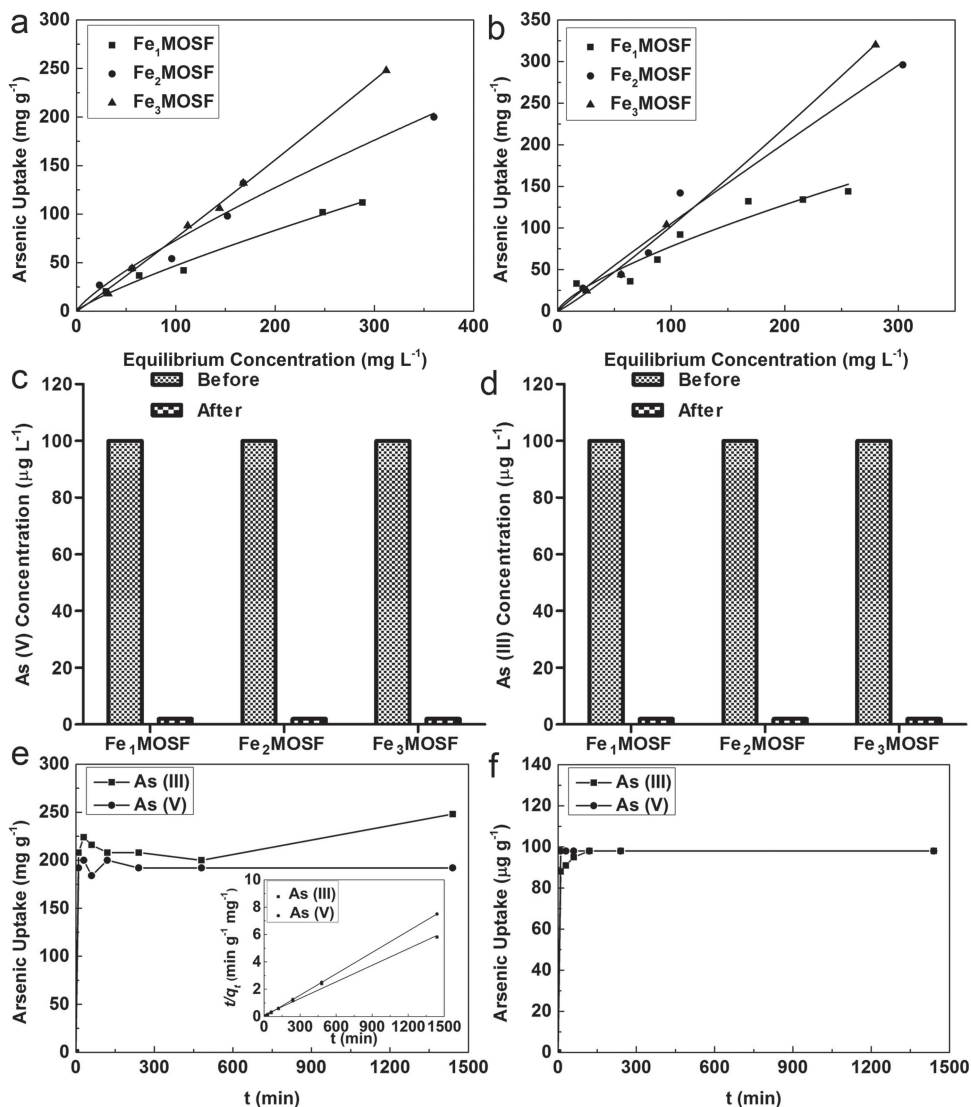 a
300
250
200
150
100
50
0
Arsenic Uptake (mg g⁻¹)
Fe₁MOSF
Fe₂MOSF
Fe₃MOSF
0 100 200 300 400
Equilibrium Concentration (mg L⁻¹)
b
350
300
250
200
150
100
50
0
Arsenic Uptake (mg g⁻¹)
Fe₁MOSF
Fe₂MOSF
Fe₃MOSF
0 100 200 300
Equilibrium Concentration (mg L⁻¹)
c
120
100
80
60
40
20
0
As (V) Concentration (μg L⁻¹)
Before
After
Fe₁MOSF Fe₂MOSF Fe₃MOSF
d
120
100
80
60
40
20
0
As (III) Concentration (μg L⁻¹)
Before
After
Fe₁MOSF Fe₂MOSF Fe₃MOSF
e
300
250
200
150
100
50
0
Arsenic Uptake (mg g⁻¹)
As (III)
As (V)
10
8
6
4
2
0
t/qₜ (min g⁻¹ mg⁻¹)
As (III)
As (V)
300 600 900 1200 1500
t (min)
0 300 600 900 1200 1500
t (min)
f
140
120
100
80
60
40
20
0
Arsenic Uptake (μg g⁻¹)
As (III)
As (V)
0 300 600 900 1200 1500
t (min)